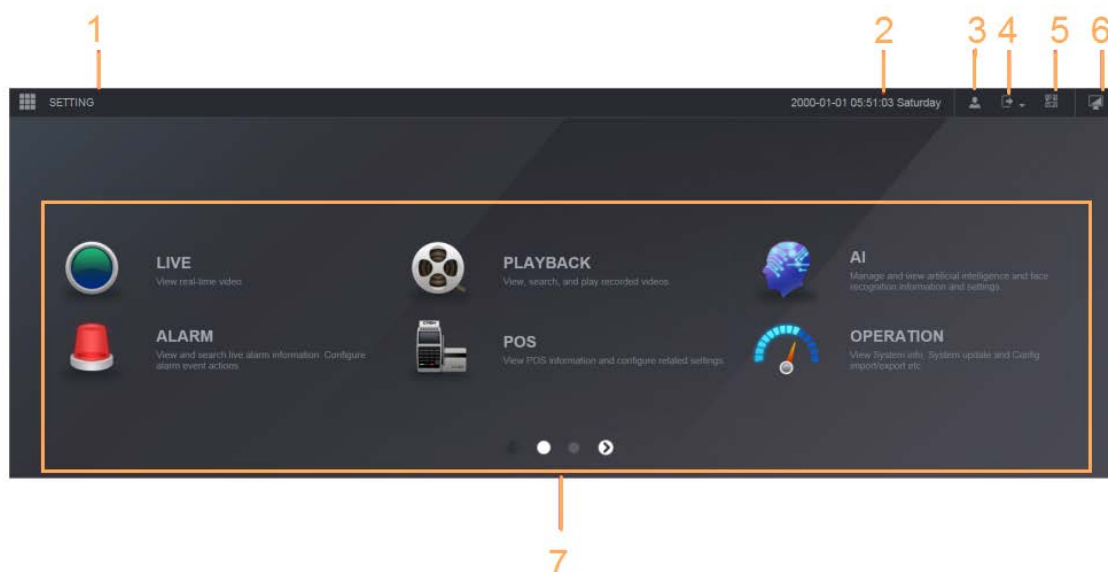 1 2 3 4 5 6
SETTING 2000-01-01 05:51:03 Saturday
LIVE
View real-time video.
PLAYBACK
View, search, and play recorded videos.
AI
Manage and view artificial intelligence and face
recognition information and settings.
ALARM
View and search live alarm information. Configure
alarm event actions.
POS
View POS information and configure related settings.
OPERATION
View System info, System update and Config
import/export etc.
7